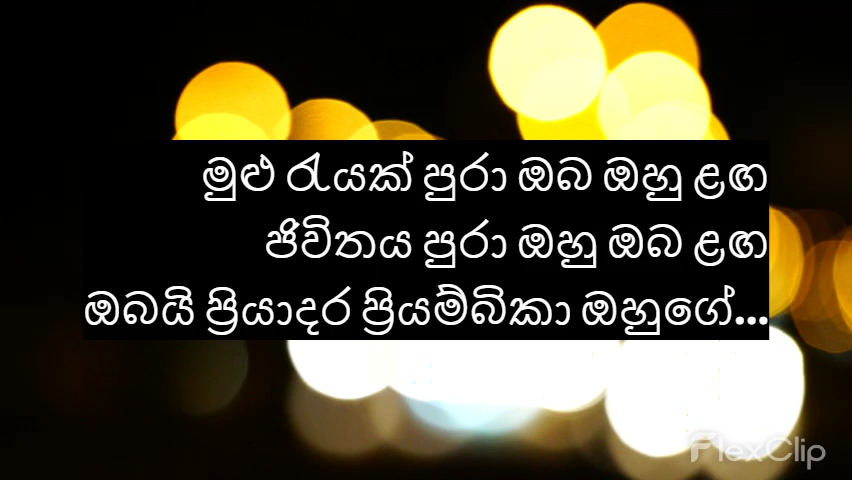 මුළු රැයක් පුරා ඔබ ඔහු ළඟ
ජිවිතය පුරා ඔහු ඔබ ළඟ
ඔබයි ප්‍රියාදර ප්‍රියම්බිකා ඔහුගේ...
FlexClip